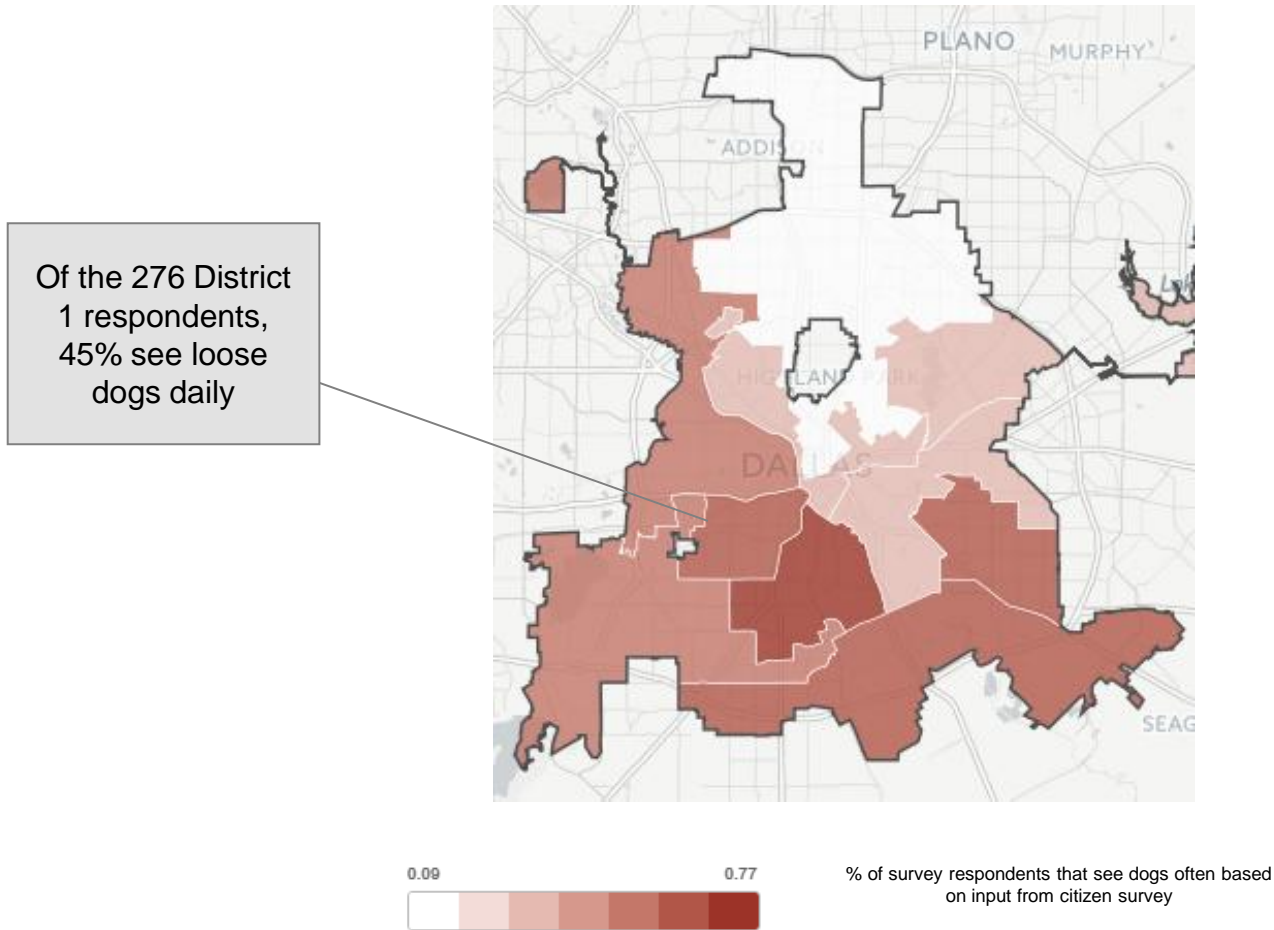 PLANO
MURPHY
ADDISON
Of the 276 District
1 respondents,
45% see loose
dogs daily
HIGHLAND PARK
DALLAS
0.09
0.77
% of survey respondents that see dogs often based
on input from citizen survey